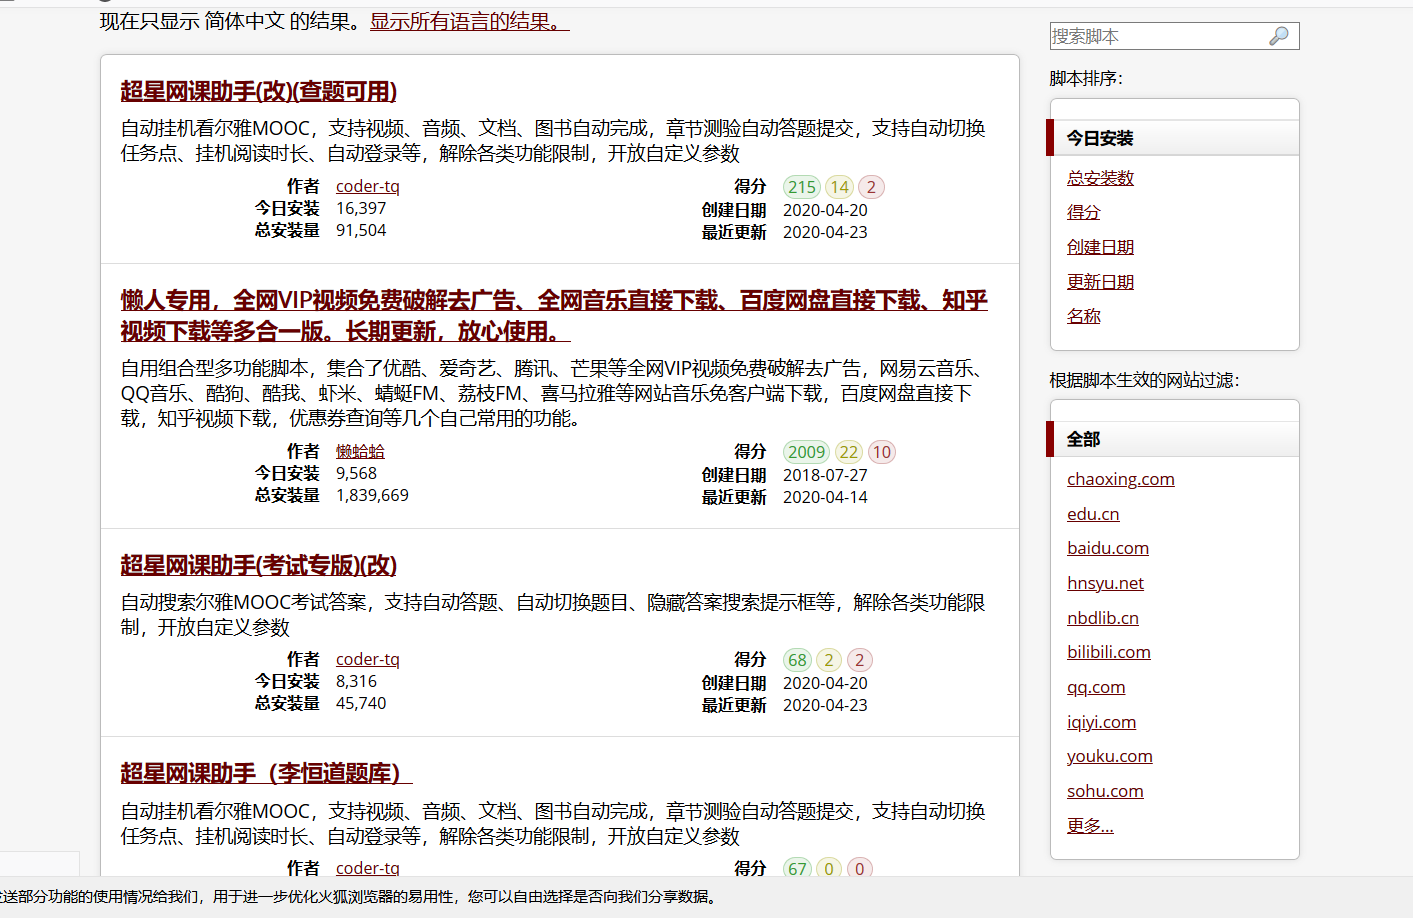 现在只显示 简体中文 的结果。显示所有语言的结果。
超星网课助手(改)(查题可用)
自动挂机看尔雅MOOC，支持视频、音频、文档、图书自动完成，章节测验自动答题提交，支持自动切换
任务点、挂机阅读时长、自动登录等，解除各类功能限制，开放自定义参数
作者 coder-tq 得分 215 14 2
今日安装 16,397 创建日期 2020-04-20
总安装量 91,504 最近更新 2020-04-23
懒人专用，全网VIP视频免费破解去广告、全网音乐直接下载、百度网盘直接下载、知乎
视频下载等多合一版。长期更新，放心使用。
自用组合型多功能脚本，集合了优酷、爱奇艺、腾讯、芒果等全网VIP视频免费破解去广告，网易云音乐、
QQ音乐、酷狗、酷我、虾米、蜻蜓FM、荔枝FM、喜马拉雅等网站音乐免客户端下载，百度网盘直接下
载，知乎视频下载，优惠券查询等几个自己常用的功能。
作者 懒蛤蛤 得分 2009 22 10
今日安装 9,568 创建日期 2018-07-27
总安装量 1,839,669 最近更新 2020-04-14
超星网课助手(考试专版)(改)
自动搜索尔雅MOOC考试答案，支持自动答题、自动切换题目、隐藏答案搜索提示框等，解除各类功能限
制，开放自定义参数
作者 coder-tq 得分 68 2 2
今日安装 8,316 创建日期 2020-04-20
总安装量 45,740 最近更新 2020-04-23
超星网课助手（李恒道题库）
自动挂机看尔雅MOOC，支持视频、音频、文档、图书自动完成，章节测验自动答题提交，支持自动切换
任务点、挂机阅读时长、自动登录等，解除各类功能限制，开放自定义参数
作者 coder-tq 得分 67 0 0
搜索脚本
脚本排序：
今日安装
总安装数
得分
创建日期
更新日期
名称
根据脚本生效的网站过滤：
全部
chaoxing.com
edu.cn
baidu.com
hnsyu.net
nbdlib.cn
bilibili.com
qq.com
iqiyi.com
youku.com
sohu.com
更多...
送部分功能的使用情况给我们，用于进一步优化火狐浏览器的易用性，您可以自由选择是否向我们分享数据。